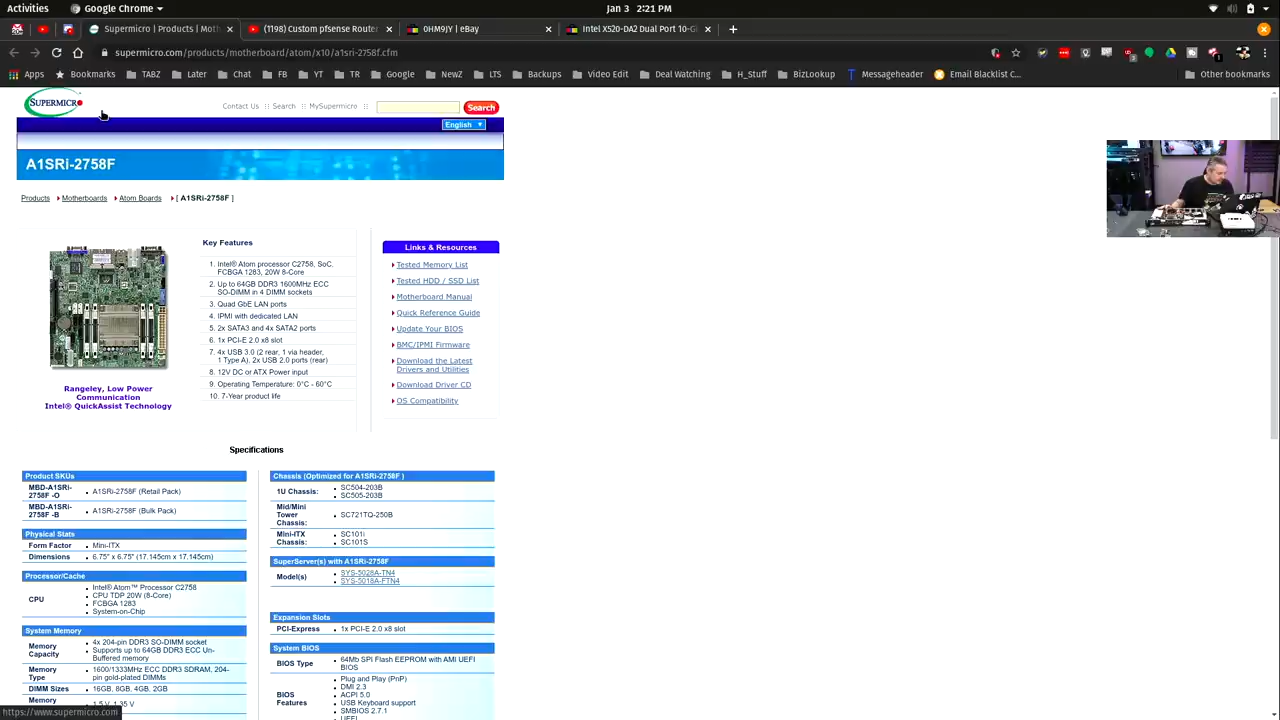 Activities
Google Chrome
Jan 3 2:21 PM
Supermicro | Products | Moth
(1198) Custom pfsense Route
0HM9JY | eBay
Intel X520-DA2 Dual Port 10-G
supermicro.com/products/motherboard/atom/x10/a1sri-2758f.cfm
Bookmarks
TABZ
Later
Chat
FB
YT
TR
Google
NewZ
LTS
Backups
Video Edit
Deal Watching
H_Stuff
BizLookup
Messageheader
Email Blacklist C...
Other bookmarks
SUPERMICRO
Contact Us :: Search :: MySupermicro ::
Search
English
A1SRi-2758F
Products Motherboards Atom Boards [ A1SRi-2758F ]
Rangeley, Low Power
Communication
Intel® QuickAssist Technology
Key Features
1. Intel® Atom processor C2758, SoC,
FCBGA 1283, 20W 8-Core
2. Up to 64GB DDR3 1600MHz ECC
SO-DIMM in 4 DIMM sockets
3. Quad GbE LAN ports
4. IPMI with dedicated LAN
5. 2x SATA3 and 4x SATA2 ports
6. 1x PCI-E 2.0 x8 slot
7. 4x USB 3.0 (2 rear, 1 via header,
1 Type A), 2x USB 2.0 ports (rear)
8. 12V DC or ATX Power input
9. Operating Temperature: 0°C - 60°C
10. 7-Year product life
Links & Resources
Tested Memory List
Tested HDD / SSD List
Motherboard Manual
Quick Reference Guide
Update Your BIOS
BMC/IPMI Firmware
Download the Latest
Drivers and Utilities
Download Driver CD
OS Compatibility
Specifications
Product SKUs
MBD-A1SRi-
2758F -O
A1SRi-2758F (Retail Pack)
MBD-A1SRi-
2758F -B
A1SRi-2758F (Bulk Pack)
Physical Stats
Form Factor
Mini-ITX
Dimensions
6.75" x 6.75" (17.145cm x 17.145cm)
Processor/Cache
CPU
Intel® Atom™ Processor C2758
CPU TDP 20W (8-Core)
FCBGA 1283
System-on-Chip
System Memory
Memory
Capacity
4x 204-pin DDR3 SO-DIMM socket
Supports up to 64GB DDR3 ECC Un-
Buffered memory
Memory
Type
1600/1333MHz ECC DDR3 SDRAM, 204-
pin gold-plated DIMMs
DIMM Sizes
16GB, 8GB, 4GB, 2GB
Memory
1.5 V, 1.35 V
Chassis (Optimized for A1SRi-2758F )
1U Chassis:
SC504-203B
SC505-203B
Mid/Mini
Tower
Chassis:
SC721TQ-250B
Mini-ITX
Chassis:
SC101i
SC101S
SuperServer(s) with A1SRi-2758F
Model(s)
SYS-5028A-TN4
SYS-5018A-FTN4
Expansion Slots
PCI-Express
1x PCI-E 2.0 x8 slot
System BIOS
BIOS Type
64Mb SPI Flash EEPROM with AMI UEFI
BIOS
BIOS
Features
Plug and Play (PnP)
DMI 2.3
ACPI 5.0
USB Keyboard support
SMBIOS 2.7.1
UEFI
https://www.supermicro.com